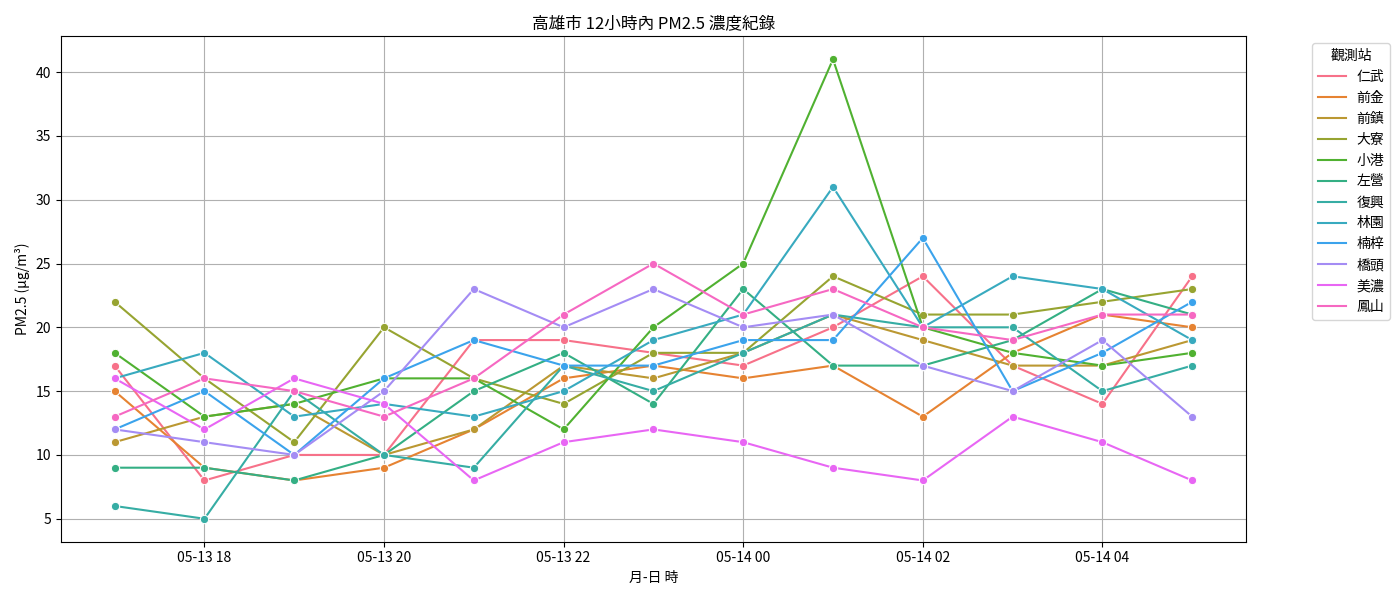 高雄市 12小時內 PM2.5 濃度紀錄
PM2.5 (μg/m³)
40
35
30
25
20
15
10
5
05-13 18
05-13 20
05-13 22
05-14 00
05-14 02
05-14 04
月-日 時
觀測站
仁武
前金
前鎮
大寮
小港
左營
復興
林園
楠梓
橋頭
美濃
鳳山